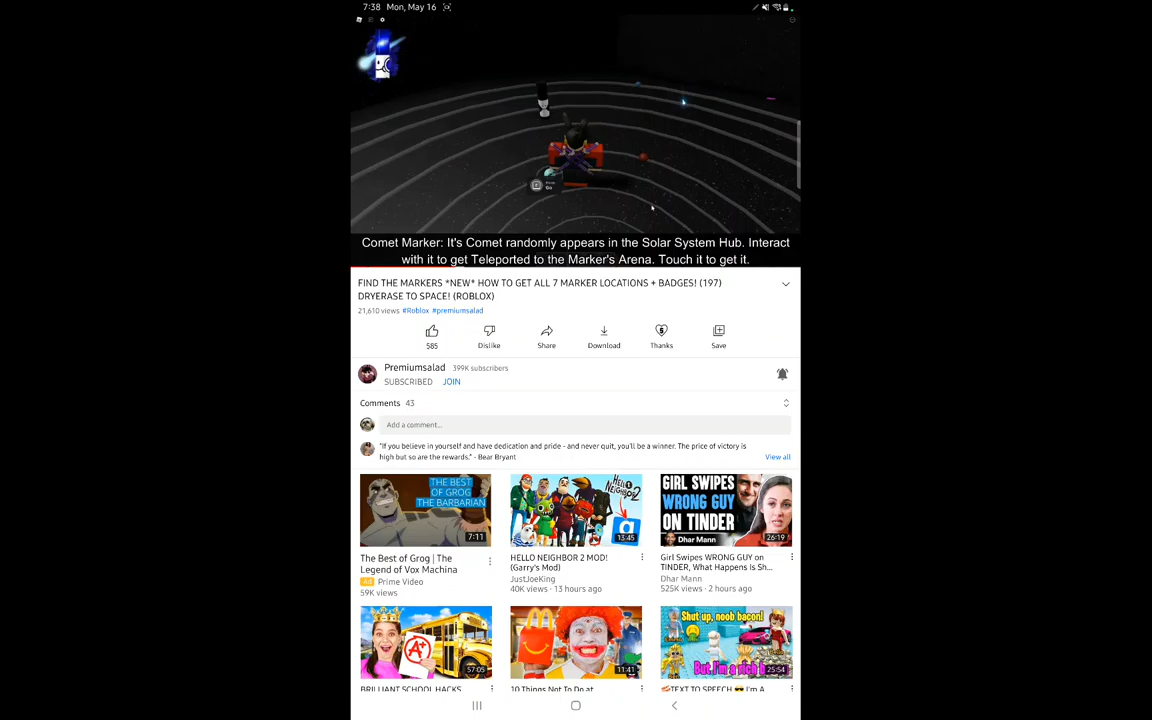 7:38 Mon, May 16
Comet Marker: It's Comet randomly appears in the Solar System Hub. Interact
with it to get Teleported to the Marker's Arena. Touch it to get it.
FIND THE MARKERS *NEW* HOW TO GET ALL 7 MARKER LOCATIONS + BADGES! (197)
DRYERASE TO SPACE! (ROBLOX)
21,610 views #Roblox #premiumsalad
585 Dislike Share Download Thanks Save
Premiumsalad 399K subscribers
SUBSCRIBED JOIN
Comments 43
Add a comment...
"If you believe in yourself and have dedication and pride - and never quit, you'll be a winner. The price of victory is
high but so are the rewards." - Bear Bryant
View all
THE BEST
OF GROG
THE BARBARIAN
7:11
The Best of Grog | The
Legend of Vox Machina
Ad Prime Video
59K views
HELLO
NEIGHBOR 2
13:45
HELLO NEIGHBOR 2 MOD!
(Garry's Mod)
JustJoeKing
40K views · 13 hours ago
GIRL SWIPES
WRONG GUY
ON TINDER
Dhar Mann
26:19
Girl Swipes WRONG GUY on
TINDER, What Happens Is Sh...
Dhar Mann
525K views · 2 hours ago
A+
57:05
BRILLIANT SCHOOL HACKS
11:41
10 Things Not To Do at
Shut up, noob bacon!
But I'm a rich
25:54
TEXT TO SPEECH 😎 I'm A